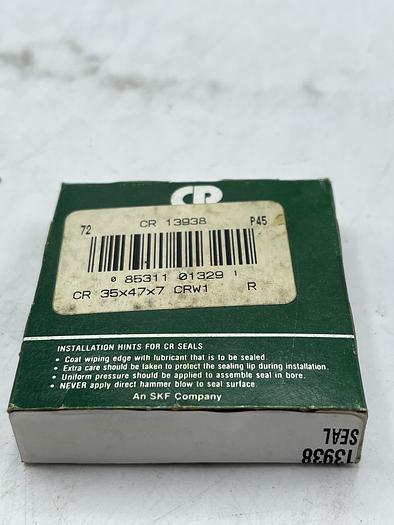 CR
72 CR 13938 P45
0 85311 01329 1
CR 35x47x7 CRW1 R
INSTALLATION HINTS FOR CR SEALS
• Coat wiping edge with lubricant that is to be sealed.
• Extra care should be taken to protect the sealing lip during installation.
• Uniform pressure should be applied to assemble seal in bore.
• NEVER apply direct hammer blow to seal surface.
An SKF Company
13938
SEAL